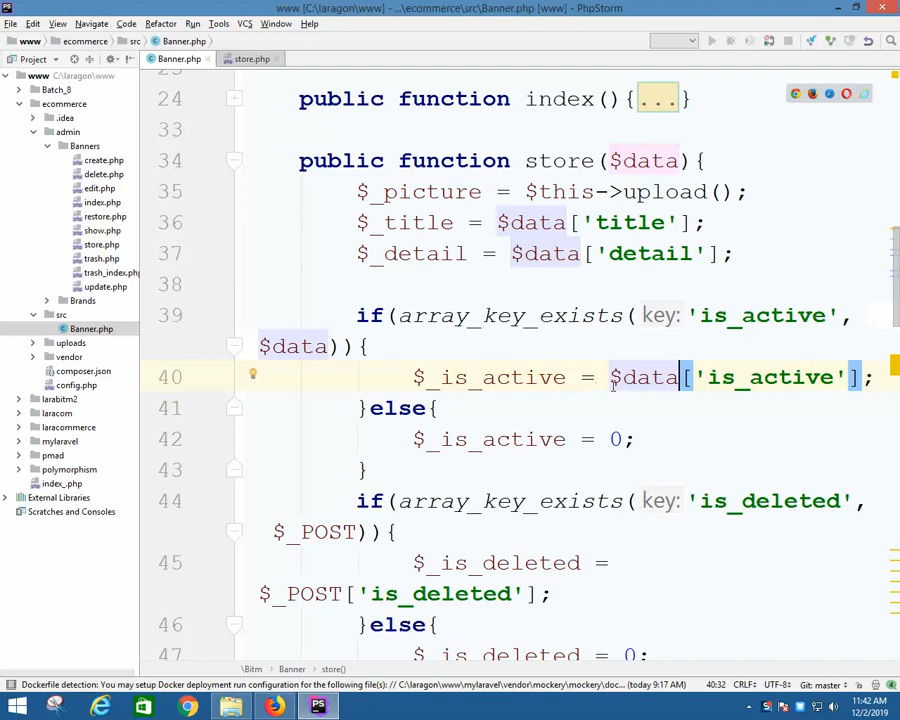 www [C:\laragon\www] - ...\ecommerce\src\Banner.php [www] - PhpStorm
File Edit View Navigate Code Refactor Run Tools VCS Window Help
www ecommerce src Banner.php
Project
Banner.php
store.php
www C:\laragon\www
Batch_8
ecommerce
.idea
admin
Banners
create.php
delete.php
edit.php
index.php
restore.php
show.php
store.php
trash.php
trash_index.php
update.php
Brands
src
Banner.php
uploads
vendor
composer.json
config.php
larabitm2
laracom
laracommerce
mylaravel
pmad
polymorphism
index_.php
External Libraries
Scratches and Consoles
24 public function index(){...}
33
34 public function store($data){
35 $_picture = $this->upload();
36 $_title = $data['title'];
37 $_detail = $data['detail'];
38
39 if(array_key_exists( key: 'is_active',
$data)){
40 $_is_active = $data['is_active'];
41 }else{
42 $_is_active = 0;
43 }
44 if(array_key_exists( key: 'is_deleted',
$_POST)){
45 $_is_deleted =
$_POST['is_deleted'];
46 }else{
47 $_is_deleted = 0;
\Bitm Banner store()
Dockerfile detection: You may setup Docker deployment run configuration for the following file(s): // C:\laragon\www\mylaravel\vendor\mockery\mockery\doc... (today 9:17 AM) 40:32 CRLF: UTF-8: Git: master
11:42 AM
12/2/2019